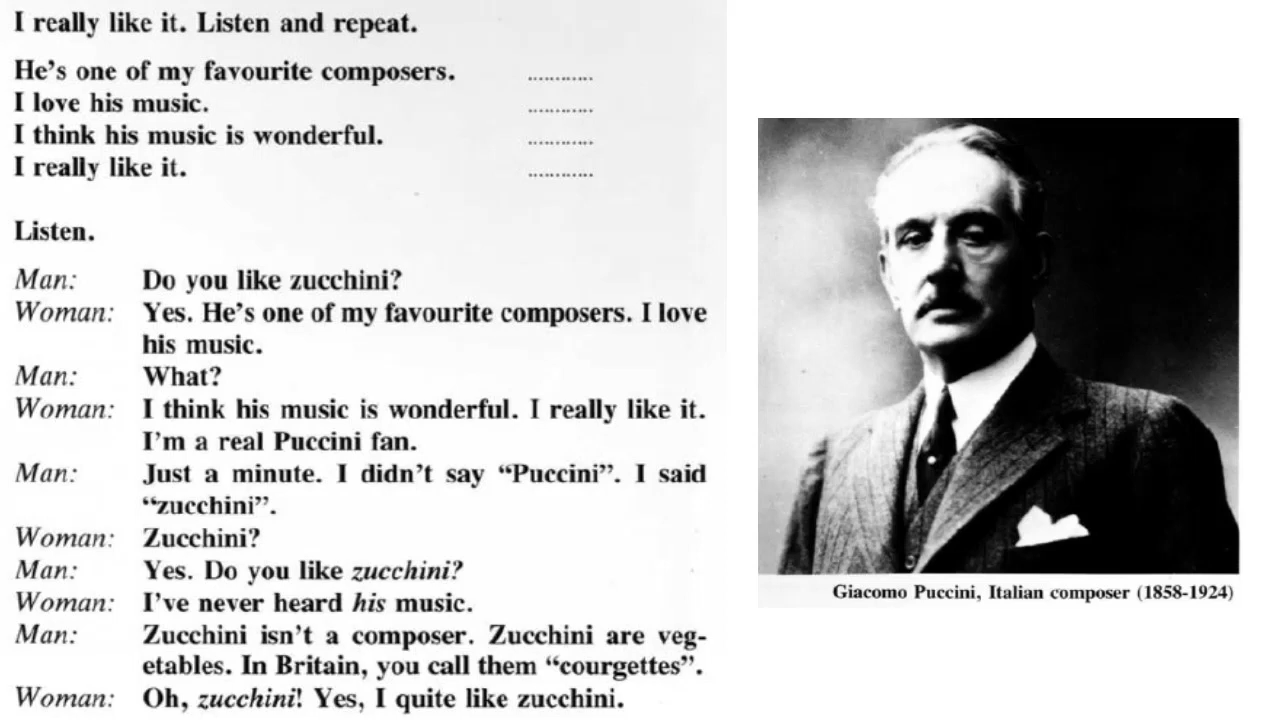 I really like it. Listen and repeat.
He's one of my favourite composers. ............
I love his music. ............
I think his music is wonderful. ............
I really like it. ............
Listen.
Man: Do you like zucchini?
Woman: Yes. He's one of my favourite composers. I love
his music.
Man: What?
Woman: I think his music is wonderful. I really like it.
I'm a real Puccini fan.
Man: Just a minute. I didn't say “Puccini”. I said
“zucchini”.
Woman: Zucchini?
Man: Yes. Do you like zucchini?
Woman: I've never heard his music.
Man: Zucchini isn't a composer. Zucchini are veg-
etables. In Britain, you call them “courgettes”.
Woman: Oh, zucchini! Yes, I quite like zucchini.
Giacomo Puccini, Italian composer (1858-1924)